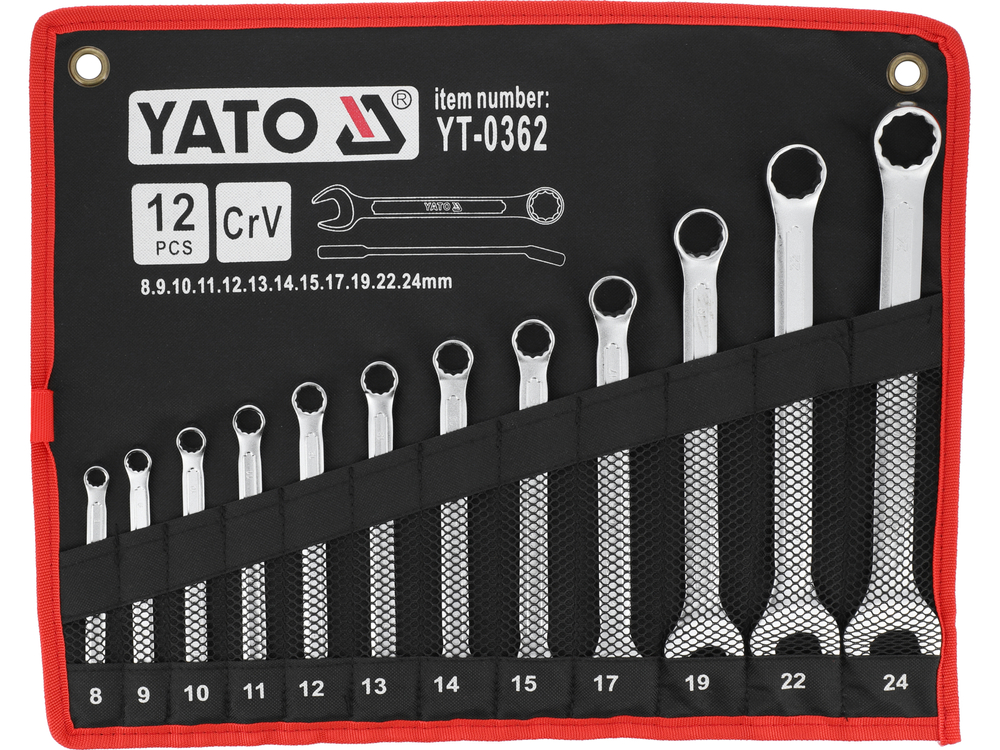 YATO ®
item number:
YT-0362
12
PCS
CrV
YATO
8.9.10.11.12.13.14.15.17.19.22.24mm
8 9 10 11 12 13 14 15 17 19 22 24